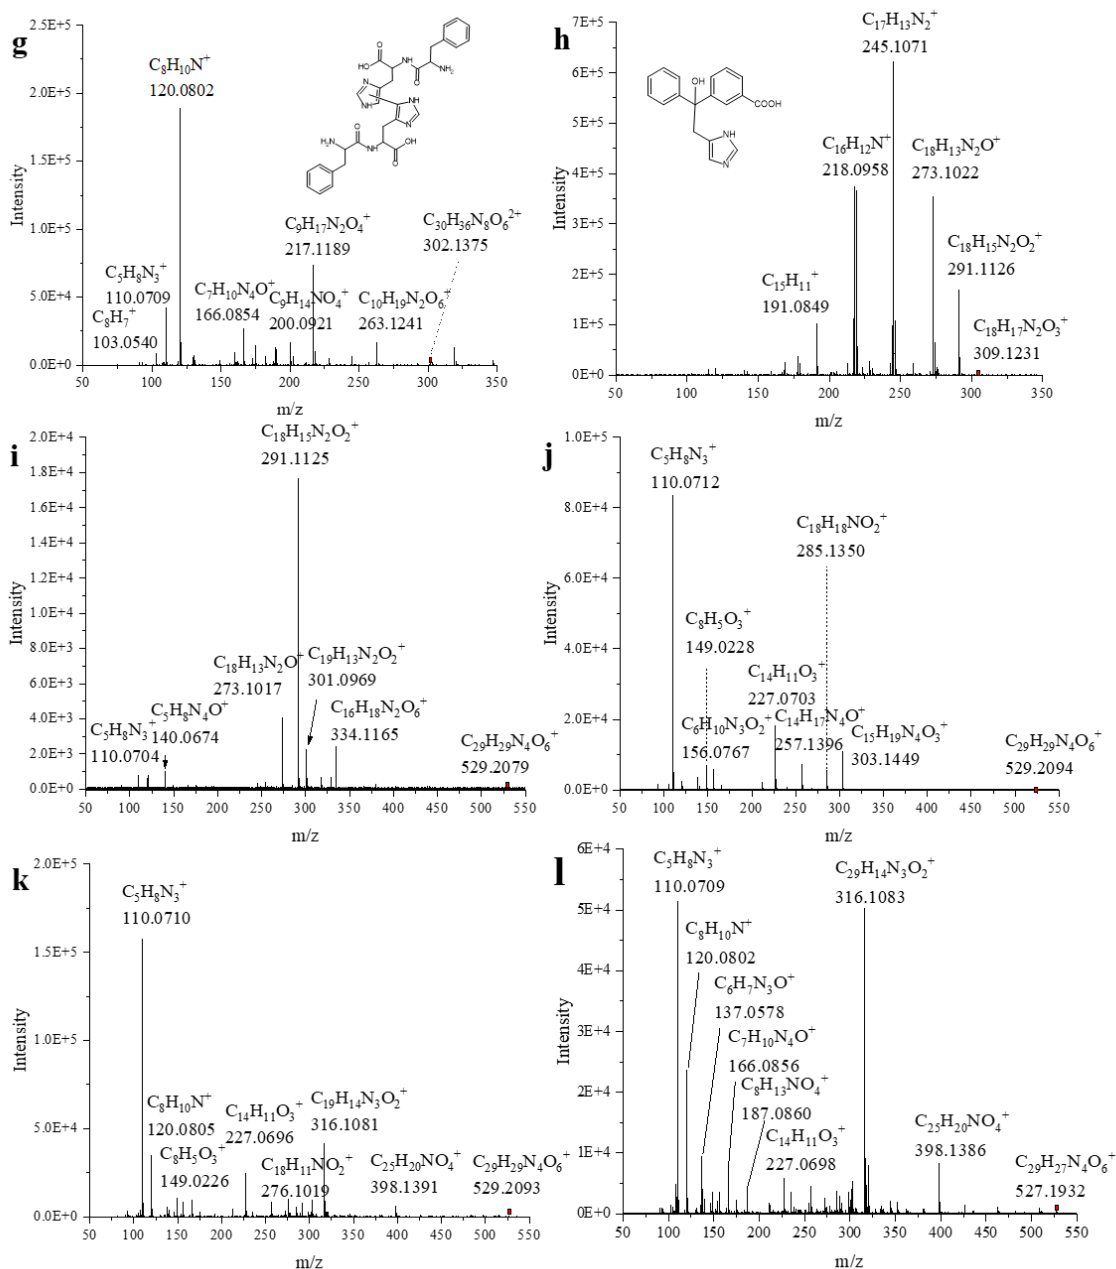 g
2.5E+5
2.0E+5
1.5E+5
1.0E+5
5.0E+4
0.0E+0
Intensity
50 100 150 200 250 300 350
m/z
C8H10N+
120.0802
C5H8N3+
110.0709
C8H7+
103.0540
C7H10N4O+
166.0854
C9H17N2O4+
217.1189
C9H14NO4+
200.0921
C10H19N2O6+
263.1241
C30H36N8O6 2+
302.1375
O
HO
NH
O
NH2
N
NH
NH
N
H2N
O
NH
O
OH
h
7E+5
6E+5
5E+5
4E+5
3E+5
2E+5
1E+5
0E+0
Intensity
50 100 150 200 250 300 350
m/z
C17H13N2+
245.1071
C16H12N+
218.0958
C18H13N2O+
273.1022
C15H11+
191.0849
C18H15N2O2+
291.1126
C18H17N2O3+
309.1231
OH
COOH
NH
N
i
2.0E+4
1.8E+4
1.6E+4
1.4E+4
1.2E+4
1.0E+4
8.0E+3
6.0E+3
4.0E+3
2.0E+3
0.0E+0
Intensity
50 100 150 200 250 300 350 400 450 500 550
m/z
C18H15N2O2+
291.1125
C18H13N2O+
273.1017
C19H13N2O2+
301.0969
C5H8N3+
110.0704
C5H8N4O+
140.0674
C16H18N2O6+
334.1165
C29H29N4O6+
529.2079
j
1.0E+5
8.0E+4
6.0E+4
4.0E+4
2.0E+4
0.0E+0
Intensity
50 100 150 200 250 300 350 400 450 500 550
m/z
C5H8N3+
110.0712
C18H18NO2+
285.1350
C8H5O3+
149.0228
C14H11O3+
227.0703
C6H10N3O2+
156.0767
C14H17N4O+
257.1396
C15H19N4O3+
303.1449
C29H29N4O6+
529.2094
k
2.0E+5
1.5E+5
1.0E+5
5.0E+4
0.0E+0
Intensity
50 100 150 200 250 300 350 400 450 500 550
m/z
C5H8N3+
110.0710
C8H10N+
120.0805
C8H5O3+
149.0226
C14H11O3+
227.0696
C19H14N3O2+
316.1081
C18H11NO2+
276.1019
C25H20NO4+
398.1391
C29H29N4O6+
529.2093
l
6E+4
5E+4
4E+4
3E+4
2E+4
1E+4
0E+0
Intensity
50 100 150 200 250 300 350 400 450 500 550
m/z
C5H8N3+
110.0709
C29H14N3O2+
316.1083
C8H10N+
120.0802
C6H7N3O+
137.0578
C7H10N4O+
166.0856
C8H13NO4+
187.0860
C14H11O3+
227.0698
C25H20NO4+
398.1386
C29H27N4O6+
527.1932